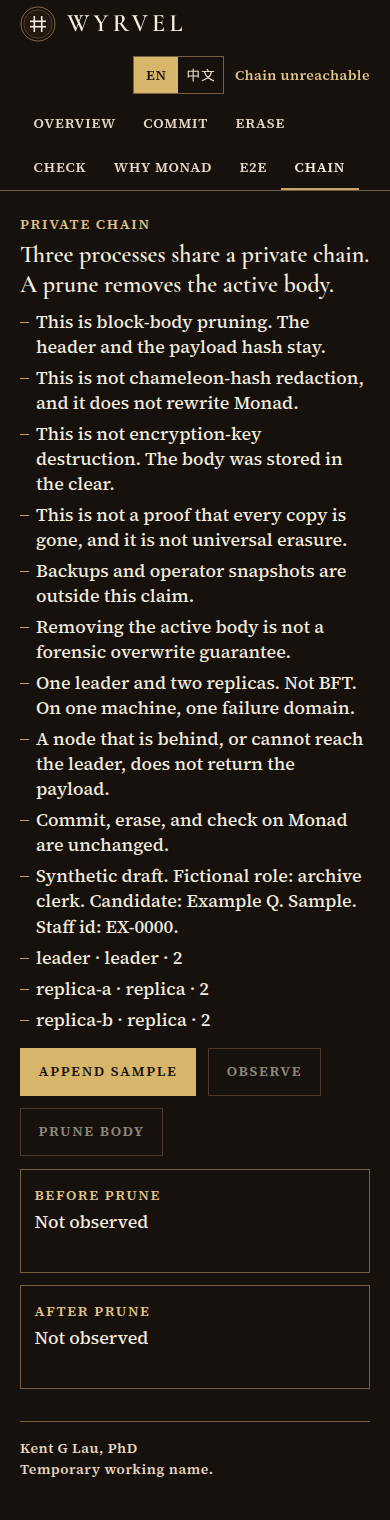 WYRVEL
EN 中文 Chain unreachable
OVERVIEW COMMIT ERASE
CHECK WHY MONAD E2E CHAIN
PRIVATE CHAIN
Three processes share a private chain.
A prune removes the active body.
– This is block-body pruning. The
header and the payload hash stay.
– This is not chameleon-hash redaction,
and it does not rewrite Monad.
– This is not encryption-key
destruction. The body was stored in
the clear.
– This is not a proof that every copy is
gone, and it is not universal erasure.
– Backups and operator snapshots are
outside this claim.
– Removing the active body is not a
forensic overwrite guarantee.
– One leader and two replicas. Not BFT.
On one machine, one failure domain.
– A node that is behind, or cannot reach
the leader, does not return the
payload.
– Commit, erase, and check on Monad
are unchanged.
– Synthetic draft. Fictional role: archive
clerk. Candidate: Example Q. Sample.
Staff id: EX-0000.
– leader · leader · 2
– replica-a · replica · 2
– replica-b · replica · 2
APPEND SAMPLE OBSERVE
PRUNE BODY
BEFORE PRUNE
Not observed
AFTER PRUNE
Not observed
Kent G Lau, PhD
Temporary working name.